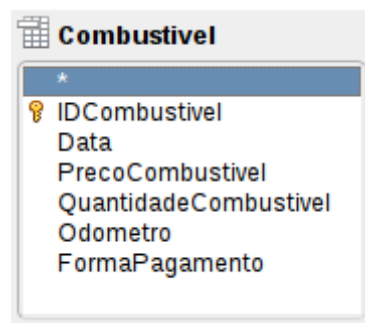 Combustivel
*
IDCombustivel
Data
PrecoCombustivel
QuantidadeCombustivel
Odometro
FormaPagamento